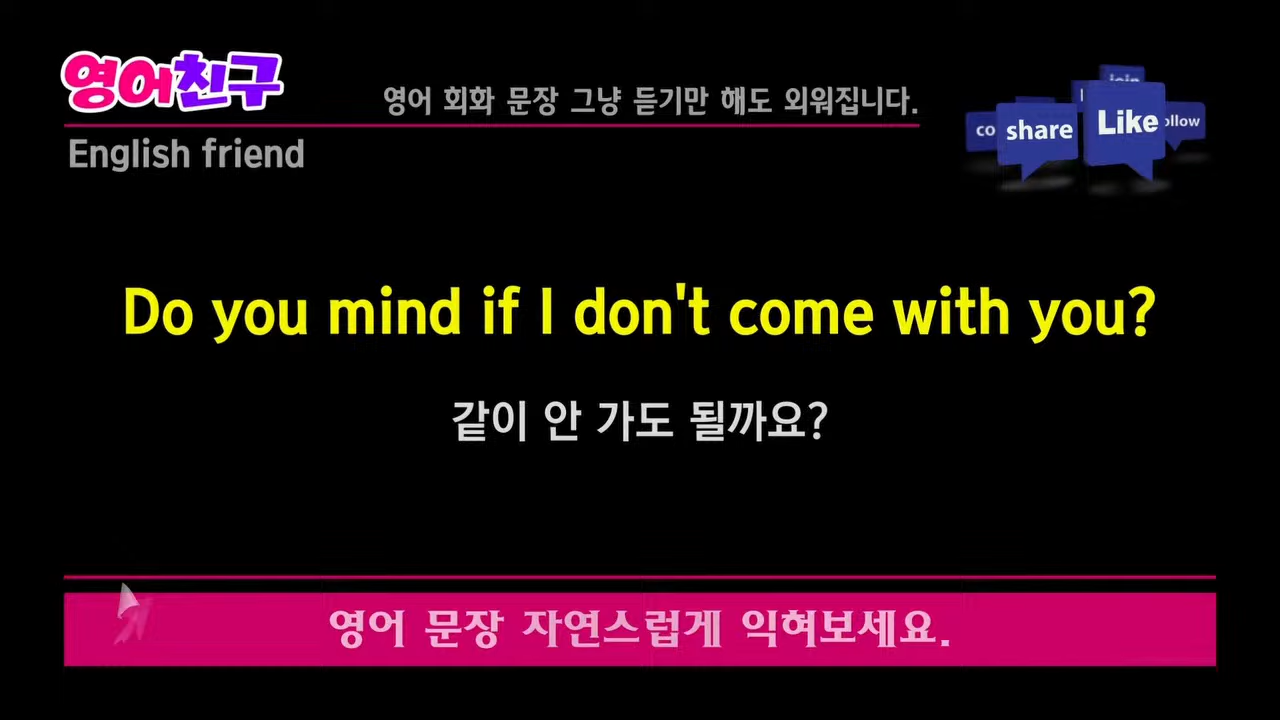 영어친구
영어 회화 문장 그냥 듣기만 해도 외워집니다.
English friend
join
co
share
Like
ollow
Do you mind if I don't come with you?
같이 안 가도 될까요?
영어 문장 자연스럽게 익혀보세요.